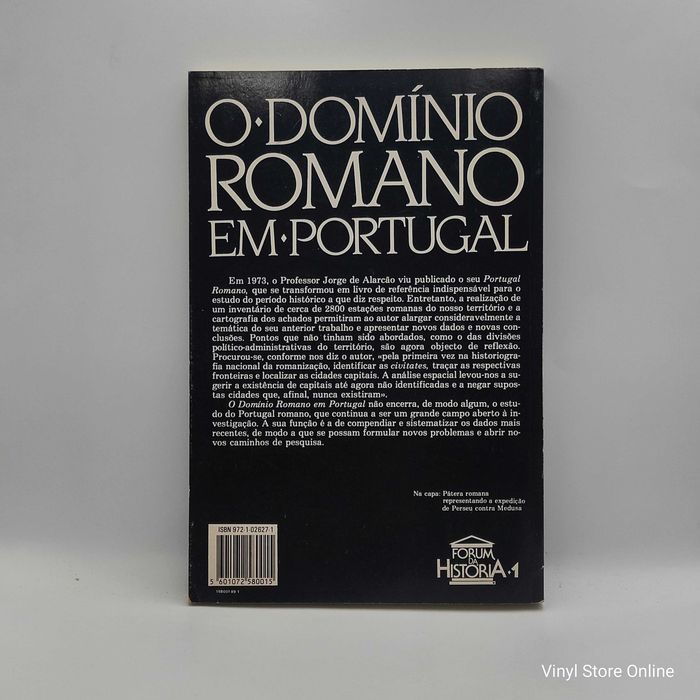 O·DOMÍNIO
ROMANO
EM·PORTUGAL
Em 1973, o Professor Jorge de Alarcão viu publicado o seu Portugal
Romano, que se transformou em livro de referência indispensável para o
estudo do período histórico a que diz respeito. Entretanto, a realização de
um inventário de cerca de 2800 estações romanas do nosso território e a
cartografia dos achados permitiram ao autor alargar consideravelmente a
temática do seu anterior trabalho e apresentar novos dados e novas con-
clusões. Pontos que não tinham sido abordados, como o das divisões
político-administrativas do território, são agora objecto de reflexão.
Procurou-se, conforme nos diz o autor, «pela primeira vez na historiogra-
fia nacional da romanização, identificar as civitates, traçar as respectivas
fronteiras e localizar as cidades capitais. A análise espacial levou-nos a su-
gerir a existência de capitais até agora não identificadas e a negar supos-
tas cidades que, afinal, nunca existiram».
O Domínio Romano em Portugal não encerra, de modo algum, o estu-
do do Portugal romano, que continua a ser um grande campo aberto à in-
vestigação. A sua função é a de compendiar e sistematizar os dados mais
recentes, de modo a que se possam formular novos problemas e abrir no-
vos caminhos de pesquisa.
Na capa: Pátera romana
representando a expedição
de Perseu contra Medusa
ISBN 972-1-02627-1
5 601072 580015
FORUM
DA
HISTÓRIA·1
Vinyl Store Online